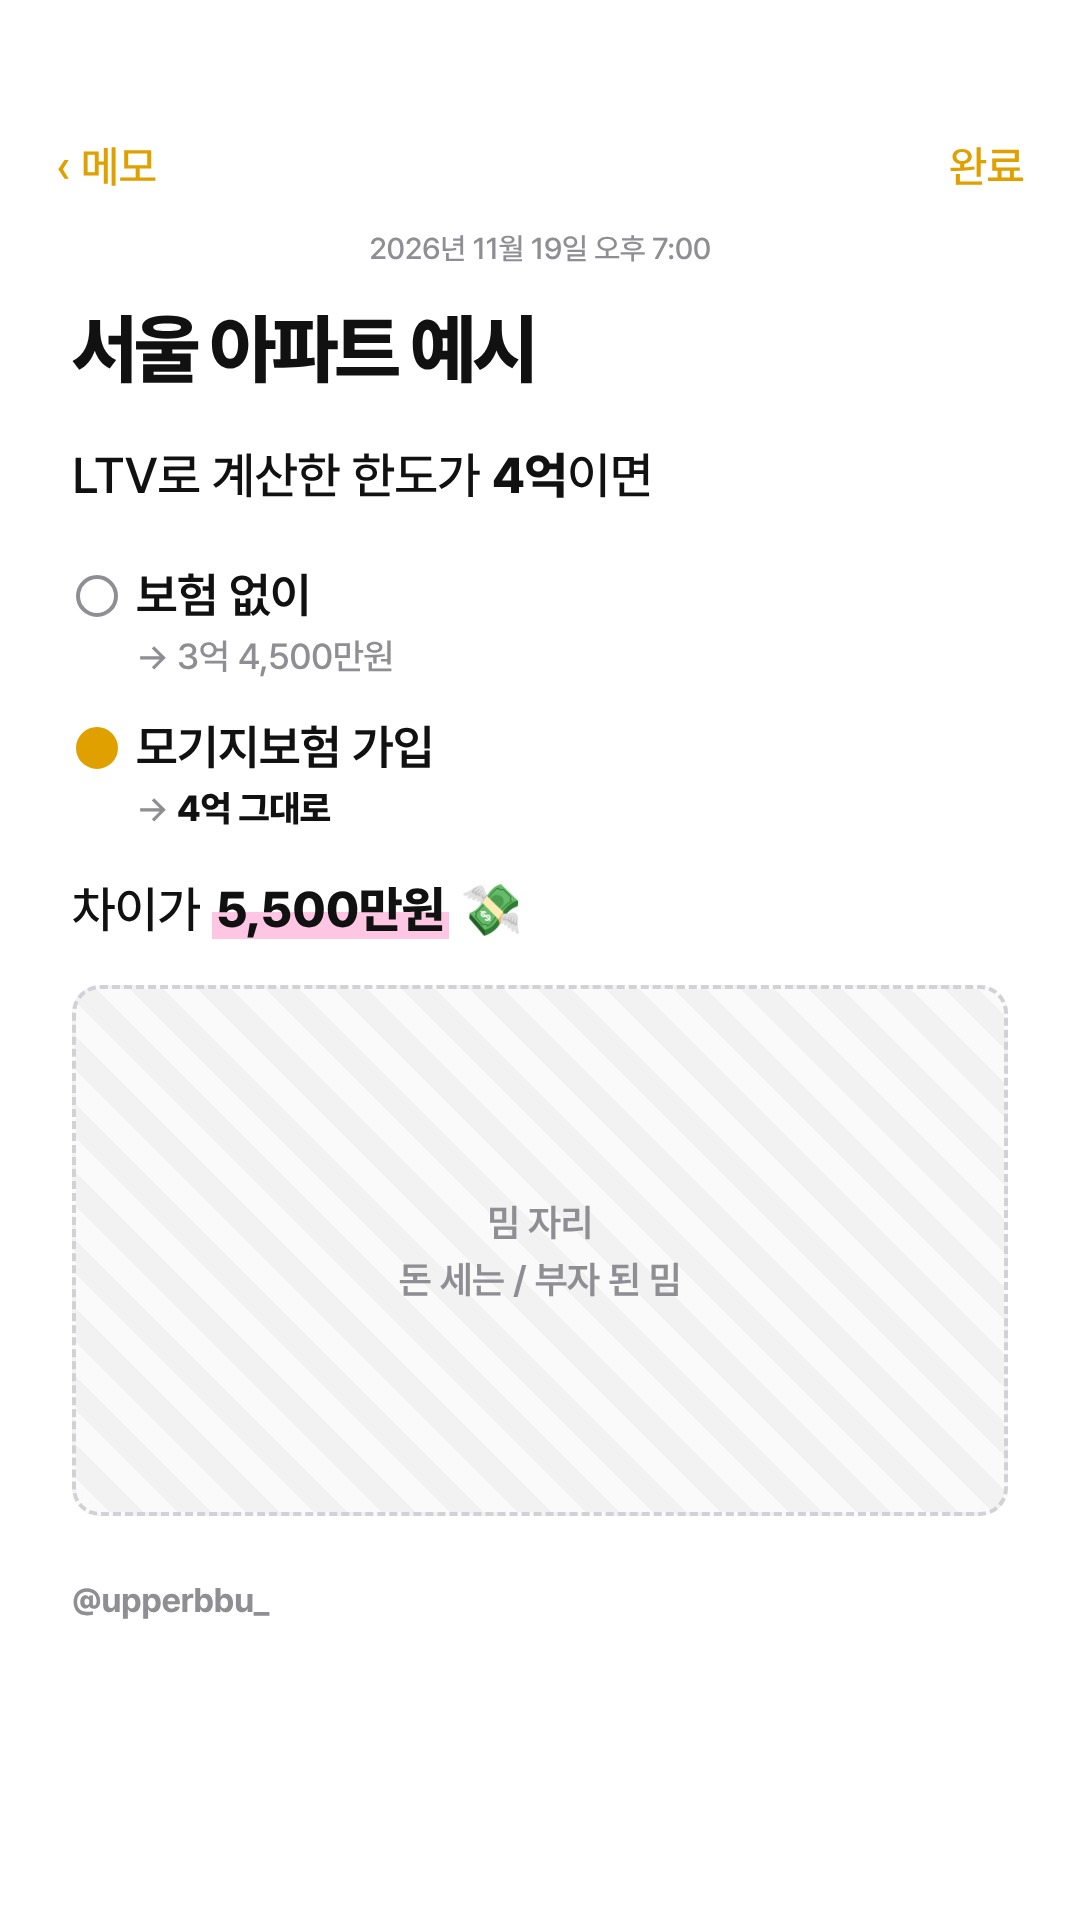 ‹ 메모
완료
2026년 11월 19일 오후 7:00
서울 아파트 예시
LTV로 계산한 한도가 4억이면
보험 없이
→ 3억 4,500만원
모기지보험 가입
→ 4억 그대로
차이가 5,500만원 💸
밈 자리
돈 세는 / 부자 된 밈
@upperbbu_